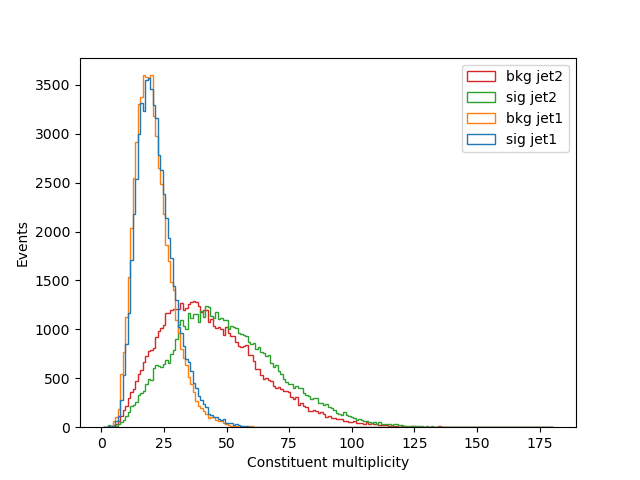 bkg jet2
sig jet2
bkg jet1
sig jet1
3500
3000
2500
2000
1500
1000
500
0
Events
0 25 50 75 100 125 150 175
Constituent multiplicity